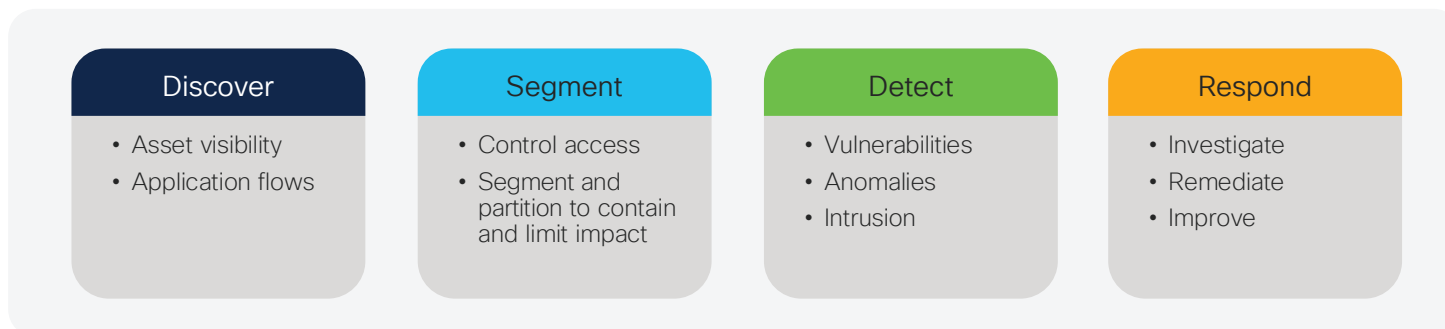 Discover
• Asset visibility
• Application flows
Segment
• Control access
• Segment and
partition to contain
and limit impact
Detect
• Vulnerabilities
• Anomalies
• Intrusion
Respond
• Investigate
• Remediate
• Improve